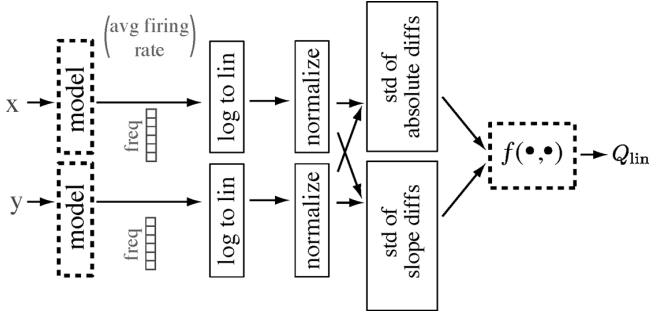 (avg firing
rate)
x
model
freq
log to lin
normalize
std of
absolute diffs
f(•,•)
Qlin
y
model
freq
log to lin
normalize
std of
slope diffs